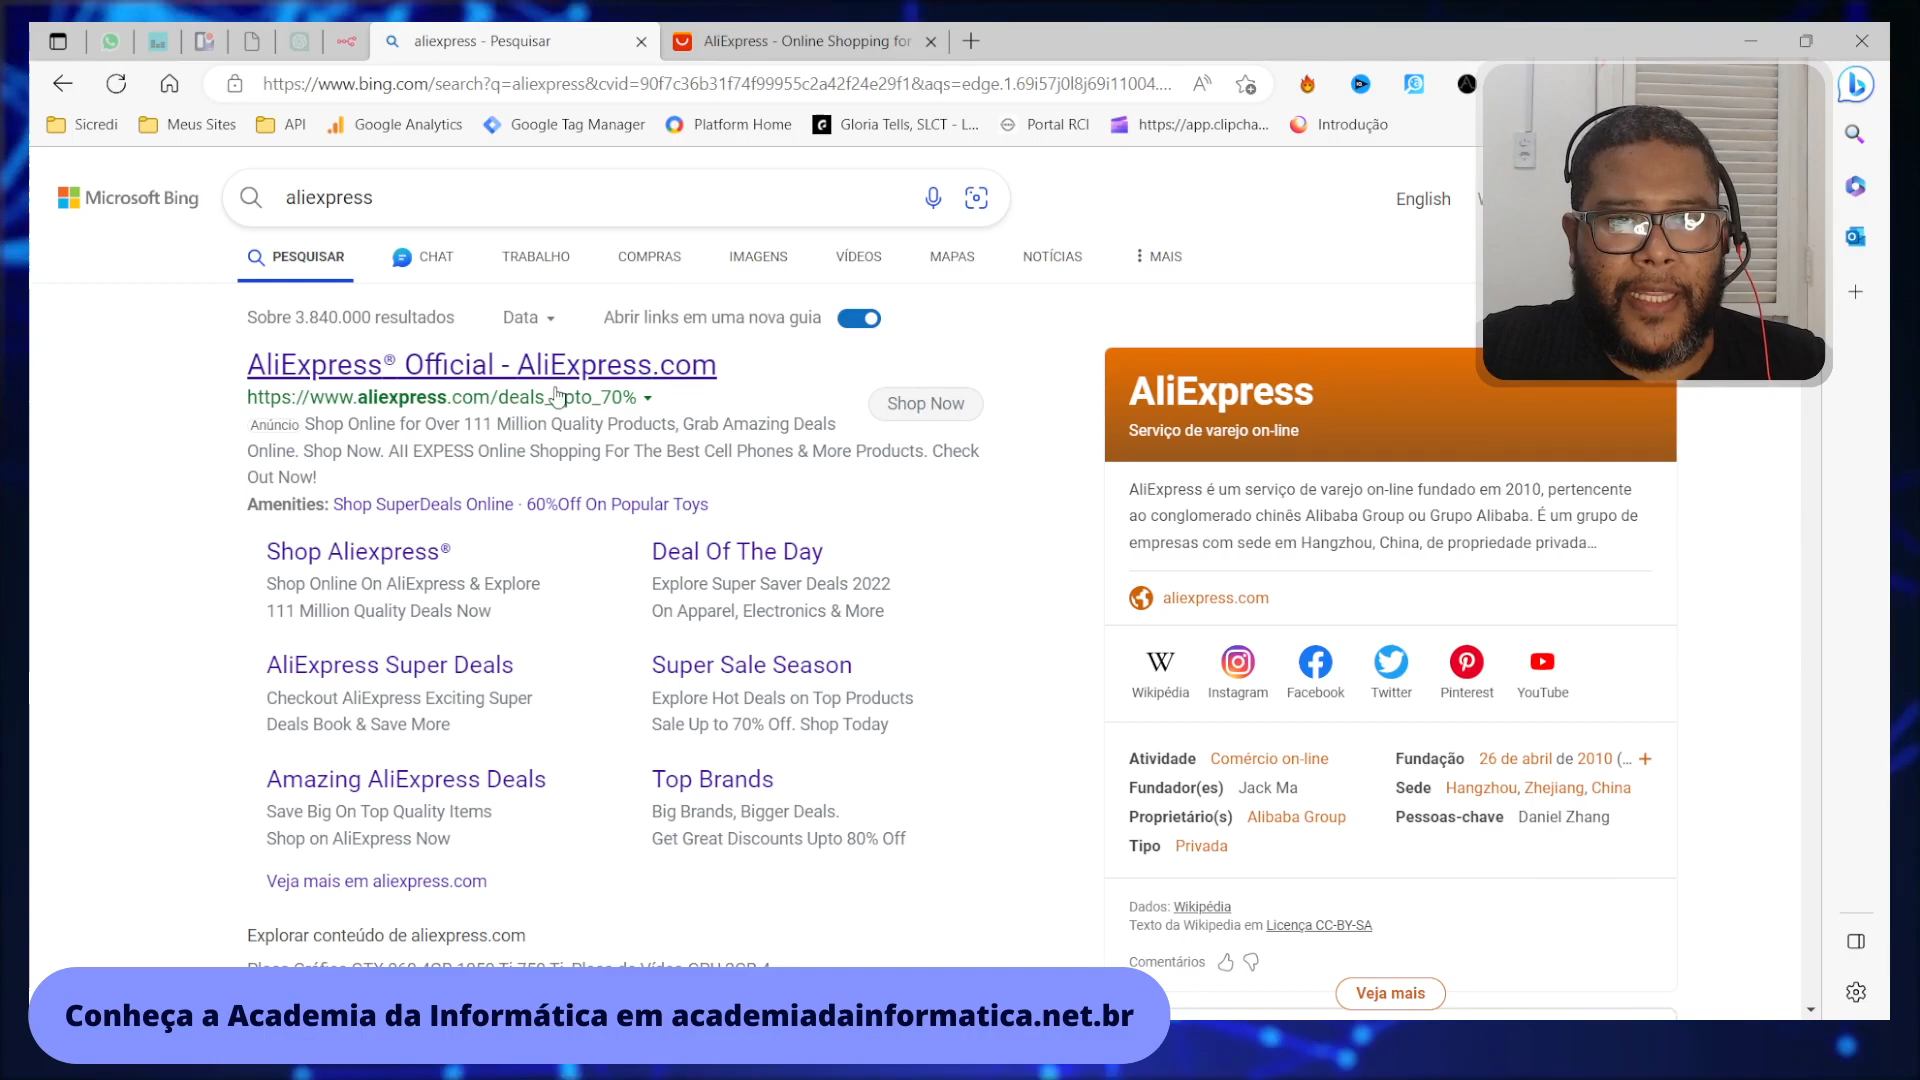 aliexpress - Pesquisar
AliExpress - Online Shopping for
https://www.bing.com/search?q=aliexpress&cvid=90f7c36b31f74f99955c2a42f24e29f1&aqs=edge.1.69i57j0l8j69i11004....
Sicredi
Meus Sites
API
Google Analytics
Google Tag Manager
Platform Home
Gloria Tells, SLCT - L...
Portal RCI
https://app.clipcha...
Introdução
Microsoft Bing
aliexpress
English
PESQUISAR
CHAT
TRABALHO
COMPRAS
IMAGENS
VÍDEOS
MAPAS
NOTÍCIAS
MAIS
Sobre 3.840.000 resultados
Data
Abrir links em uma nova guia
AliExpress® Official - AliExpress.com
https://www.aliexpress.com/deals_upto_70%
Shop Now
Anúncio Shop Online for Over 111 Million Quality Products, Grab Amazing Deals
Online. Shop Now. All EXPESS Online Shopping For The Best Cell Phones & More Products. Check
Out Now!
Amenities: Shop SuperDeals Online · 60%Off On Popular Toys
Shop Aliexpress®
Shop Online On AliExpress & Explore
111 Million Quality Deals Now
Deal Of The Day
Explore Super Saver Deals 2022
On Apparel, Electronics & More
AliExpress Super Deals
Checkout AliExpress Exciting Super
Deals Book & Save More
Super Sale Season
Explore Hot Deals on Top Products
Sale Up to 70% Off. Shop Today
Amazing AliExpress Deals
Save Big On Top Quality Items
Shop on AliExpress Now
Top Brands
Big Brands, Bigger Deals.
Get Great Discounts Upto 80% Off
Veja mais em aliexpress.com
Explorar conteúdo de aliexpress.com
AliExpress
Serviço de varejo on-line
AliExpress é um serviço de varejo on-line fundado em 2010, pertencente
ao conglomerado chinês Alibaba Group ou Grupo Alibaba. É um grupo de
empresas com sede em Hangzhou, China, de propriedade privada...
aliexpress.com
W
Wikipédia
Instagram
Facebook
Twitter
Pinterest
YouTube
Atividade Comércio on-line
Fundador(es) Jack Ma
Proprietário(s) Alibaba Group
Tipo Privada
Fundação 26 de abril de 2010 (... +
Sede Hangzhou, Zhejiang, China
Pessoas-chave Daniel Zhang
Dados: Wikipédia
Texto da Wikipedia em Licença CC-BY-SA
Comentários
Veja mais
Conheça a Academia da Informática em academiadainformatica.net.br